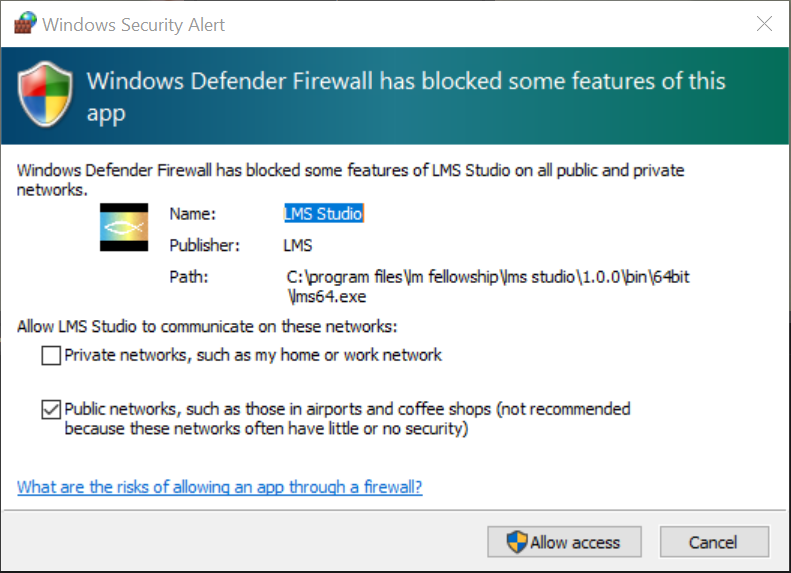 Windows Security Alert
Windows Defender Firewall has blocked some features of this
app
Windows Defender Firewall has blocked some features of LMS Studio on all public and private
networks.
Name: LMS Studio
Publisher: LMS
Path: C:\program files\lm fellowship\lms studio\1.0.0\bin\64bit
\lms64.exe
Allow LMS Studio to communicate on these networks:
Private networks, such as my home or work network
Public networks, such as those in airports and coffee shops (not recommended
because these networks often have little or no security)
What are the risks of allowing an app through a firewall?
Allow access Cancel